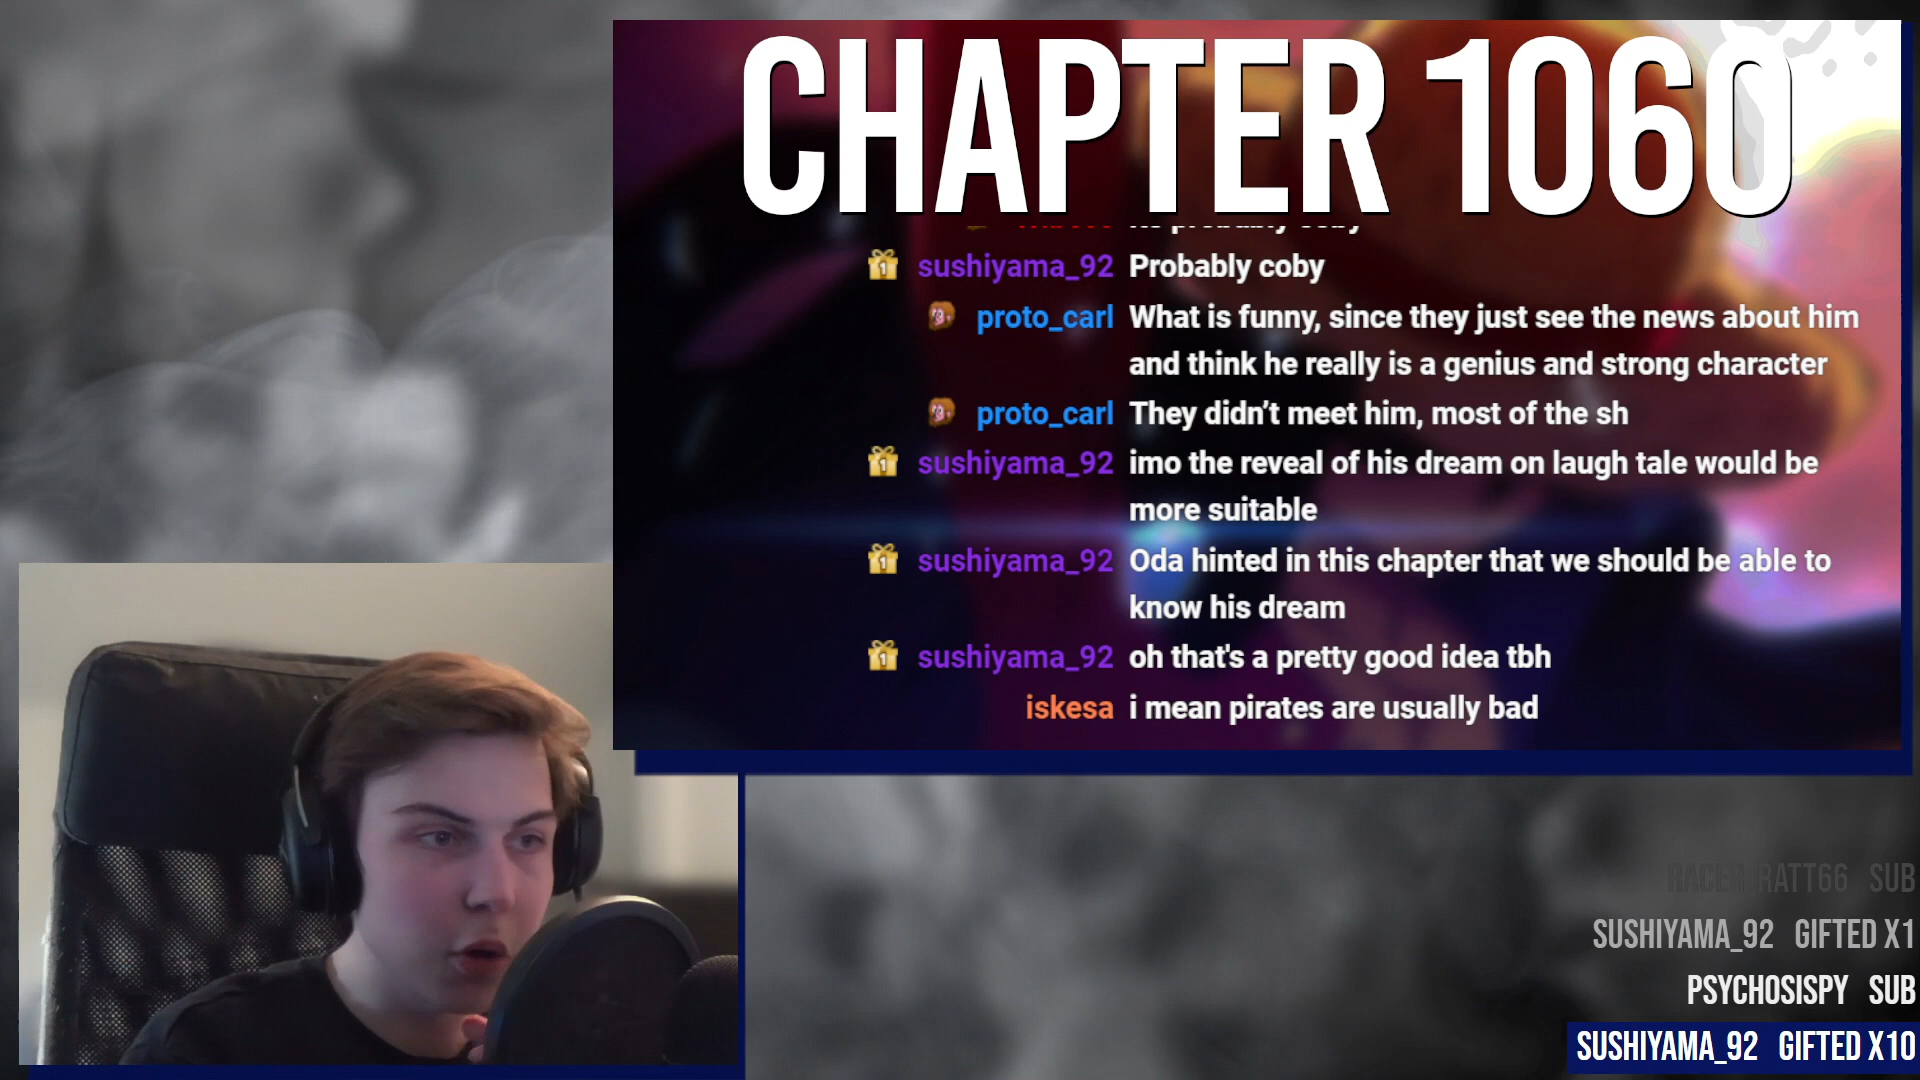 CHAPTER 1060
sushiyama_92 Probably coby
proto_carl What is funny, since they just see the news about him
and think he really is a genius and strong character
proto_carl They didn’t meet him, most of the sh
sushiyama_92 imo the reveal of his dream on laugh tale would be
more suitable
sushiyama_92 Oda hinted in this chapter that we should be able to
know his dream
sushiyama_92 oh that's a pretty good idea tbh
iskesa i mean pirates are usually bad
RATT66 SUB
SUSHIYAMA_92 GIFTED X1
PSYCHOSISPY SUB
SUSHIYAMA_92 GIFTED X10